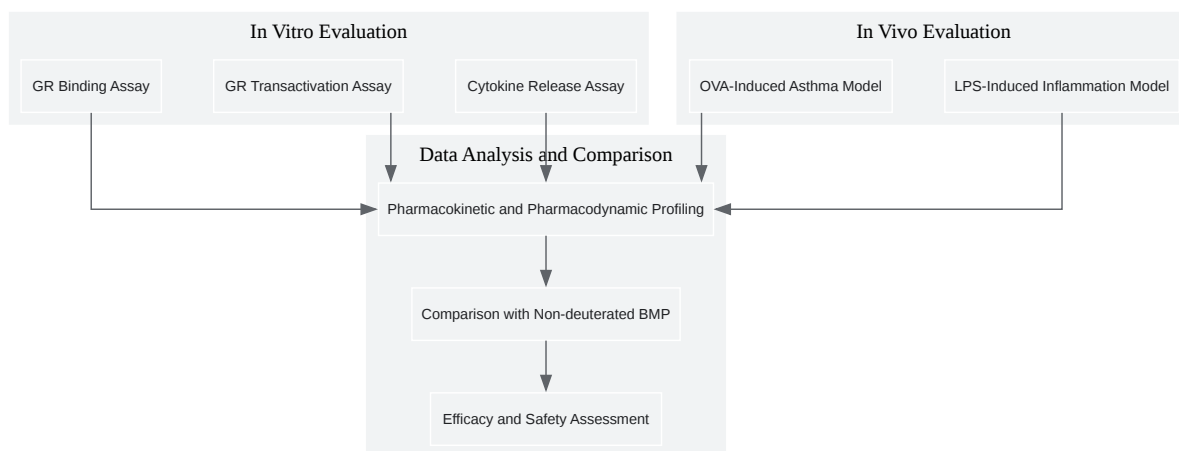 In Vitro Evaluation
In Vivo Evaluation
GR Binding Assay
GR Transactivation Assay
Cytokine Release Assay
OVA-Induced Asthma Model
LPS-Induced Inflammation Model
Data Analysis and Comparison
Pharmacokinetic and Pharmacodynamic Profiling
Comparison with Non-deuterated BMP
Efficacy and Safety Assessment